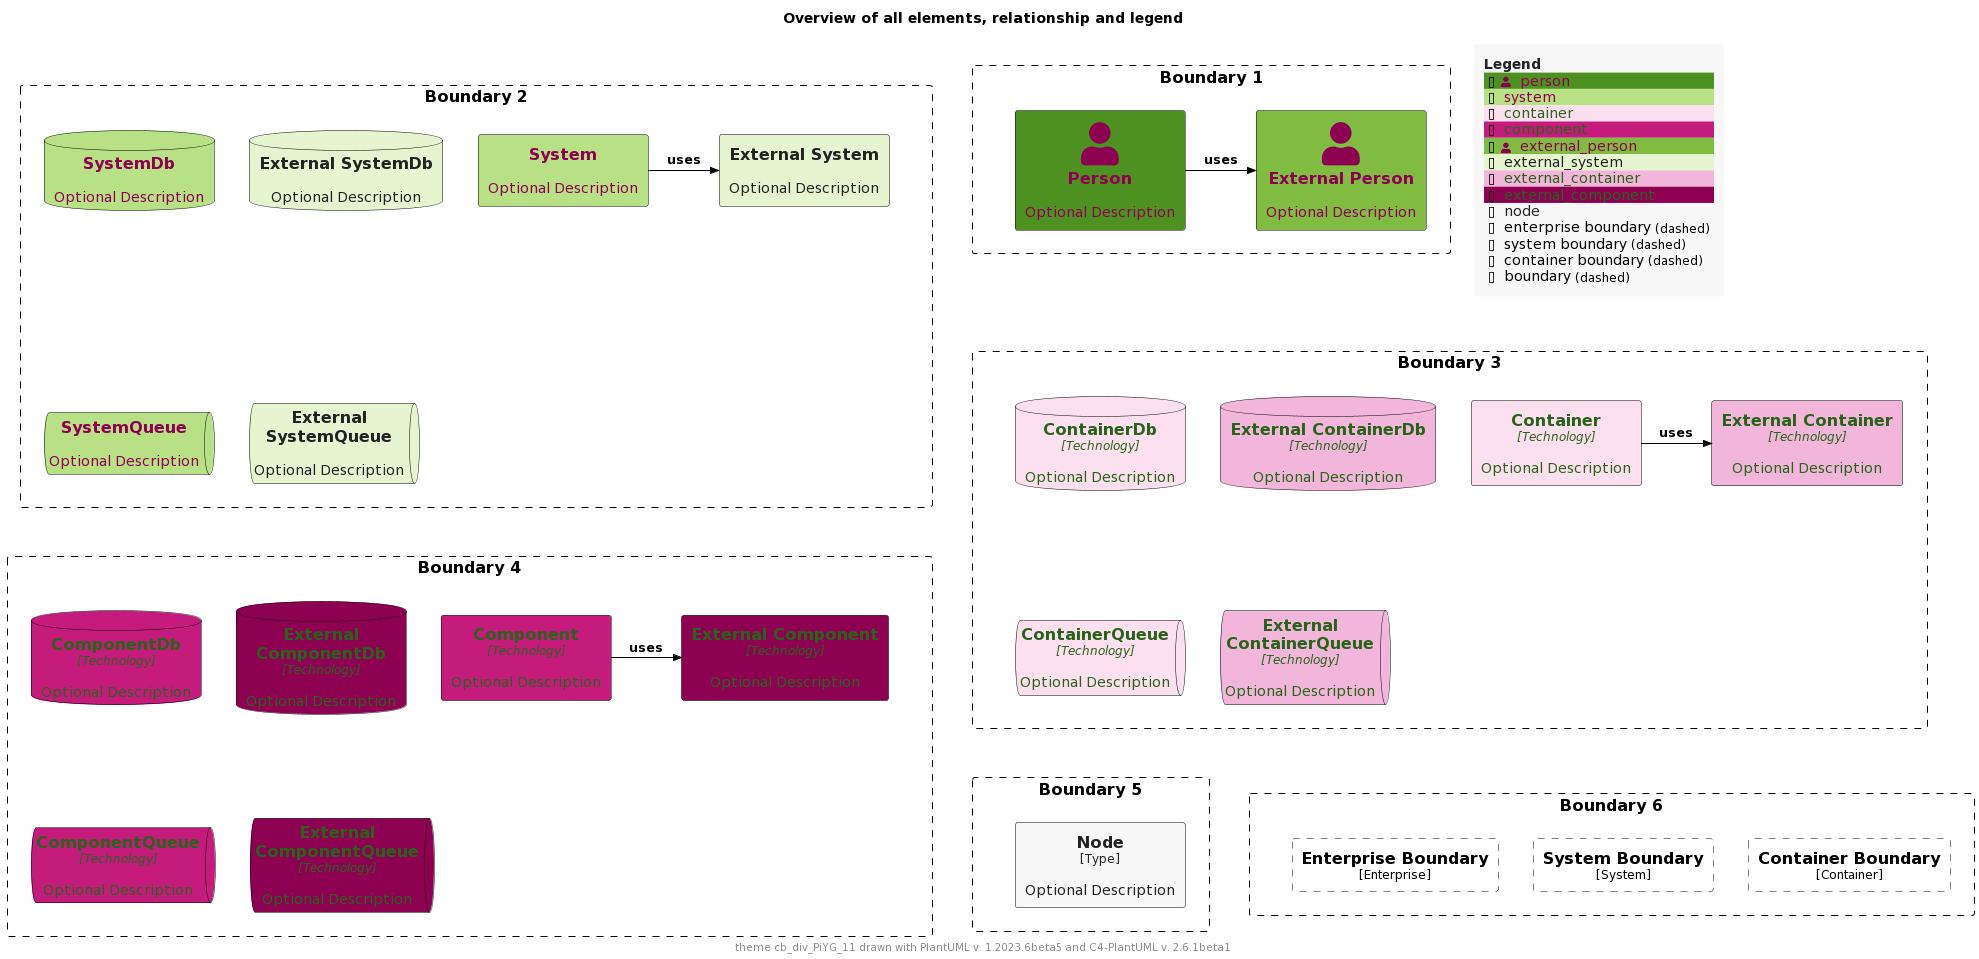 Overview of all elements, relationship and legend
Boundary 2
SystemDb
Optional Description
External SystemDb
Optional Description
System
Optional Description
uses
External System
Optional Description
SystemQueue
Optional Description
External
SystemQueue
Optional Description
Boundary 1
Person
Optional Description
uses
External Person
Optional Description
Legend
person
system
container
component
external_person
external_system
external_container
external_component
node
enterprise boundary (dashed)
system boundary (dashed)
container boundary (dashed)
boundary (dashed)
Boundary 3
ContainerDb
[Technology]
Optional Description
External ContainerDb
[Technology]
Optional Description
Container
[Technology]
Optional Description
uses
External Container
[Technology]
Optional Description
ContainerQueue
[Technology]
Optional Description
External
ContainerQueue
[Technology]
Optional Description
Boundary 4
ComponentDb
[Technology]
Optional Description
External
ComponentDb
[Technology]
Optional Description
Component
[Technology]
Optional Description
uses
External Component
[Technology]
Optional Description
ComponentQueue
[Technology]
Optional Description
External
ComponentQueue
[Technology]
Optional Description
Boundary 5
Node
[Type]
Optional Description
Boundary 6
Enterprise Boundary
[Enterprise]
System Boundary
[System]
Container Boundary
[Container]
theme cb_div_PiYG_11 drawn with PlantUML v. 1.2023.6beta5 and C4-PlantUML v. 2.6.1beta1